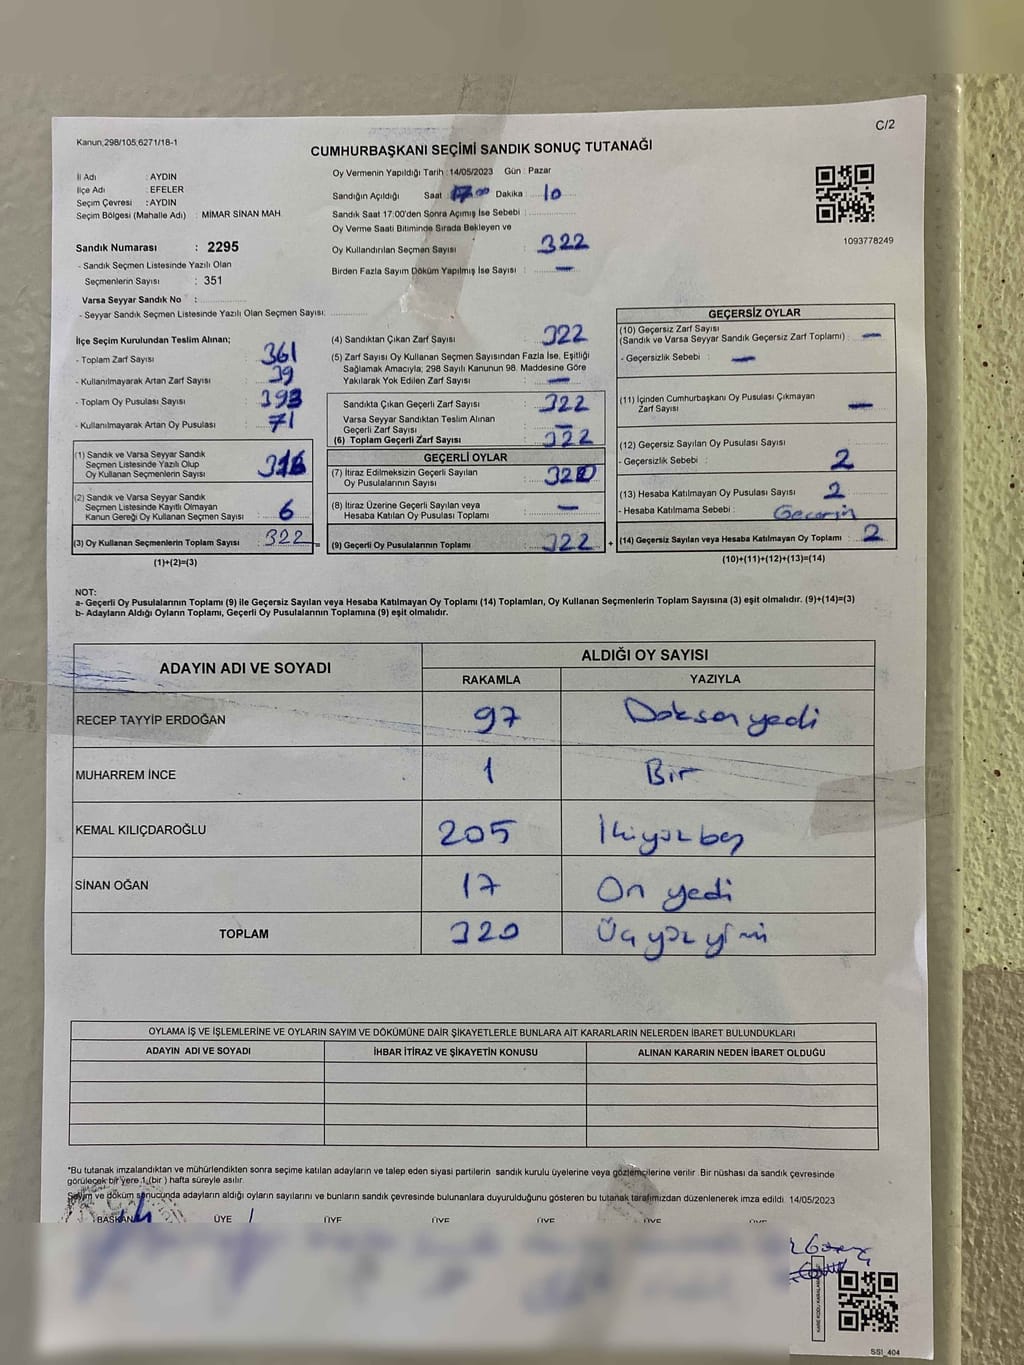 C/2
Kanun;298/105;6271/18-1
CUMHURBAŞKANI SEÇİMİ SANDIK SONUÇ TUTANAĞI
İl Adı : AYDIN
İlçe Adı : EFELER
Seçim Çevresi : AYDIN
Seçim Bölgesi (Mahalle Adı) : MİMAR SİNAN MAH.
Sandık Numarası : 2295
- Sandık Seçmen Listesinde Yazılı Olan
Seçmenlerin Sayısı : 351
Varsa Seyyar Sandık No :
- Seyyar Sandık Seçmen Listesinde Yazılı Olan Seçmen Sayısı:
Oy Vermenin Yapıldığı Tarih : 14/05/2023 Gün : Pazar
Sandığın Açıldığı Saat : 17.00 Dakika 10
Sandık Saat 17:00'den Sonra Açımış İse Sebebi :
Oy Verme Saati Bitiminde Sırada Bekleyen ve
Oy Kullandırılan Seçmen Sayısı : 322
Birden Fazla Sayım Döküm Yapılmış İse Sayısı : —
1093778249
İlçe Seçim Kurulundan Teslim Alınan;
- Toplam Zarf Sayısı : 361
- Kullanılmayarak Artan Zarf Sayısı : 39
- Toplam Oy Pusulası Sayısı : 393
- Kullanılmayarak Artan Oy Pusulası : 71
(1) Sandık ve Varsa Seyyar Sandık
Seçmen Listesinde Yazılı Olup
Oy Kullanan Seçmenlerin Sayısı : 316
(2) Sandık ve Varsa Seyyar Sandık
Seçmen Listesinde Kayıtlı Olmayan
Kanun Gereği Oy Kullanan Seçmen Sayısı : 6
(3) Oy Kullanan Seçmenlerin Toplam Sayısı : 322 =
(1)+(2)=(3)
(4) Sandıktan Çıkan Zarf Sayısı : 322
(5) Zarf Sayısı Oy Kullanan Seçmen Sayısından Fazla İse, Eşitliği
Sağlamak Amacıyla; 298 Sayılı Kanunun 98. Maddesine Göre
Yakılarak Yok Edilen Zarf Sayısı : —
Sandıkta Çıkan Geçerli Zarf Sayısı : 322
Varsa Seyyar Sandıktan Teslim Alınan
Geçerli Zarf Sayısı : —
(6) Toplam Geçerli Zarf Sayısı : 322
GEÇERLİ OYLAR
(7) İtiraz Edilmeksizin Geçerli Sayılan
Oy Pusulalarının Sayısı : 320
(8) İtiraz Üzerine Geçerli Sayılan veya
Hesaba Katılan Oy Pusulası Toplamı : —
(9) Geçerli Oy Pusulalarının Toplamı : 322 +
GEÇERSİZ OYLAR
(10) Geçersiz Zarf Sayısı
(Sandık ve Varsa Seyyar Sandık Geçersiz Zarf Toplamı) : —
- Geçersizlik Sebebi : —
(11) İçinden Cumhurbaşkanı Oy Pusulası Çıkmayan
Zarf Sayısı : —
(12) Geçersiz Sayılan Oy Pusulası Sayısı :
- Geçersizlik Sebebi : 2
(13) Hesaba Katılmayan Oy Pusulası Sayısı : 2
- Hesaba Katılmama Sebebi :
(14) Geçersiz Sayılan veya Hesaba Katılmayan Oy Toplamı : 2
(10)+(11)+(12)+(13)=(14)
NOT:
a- Geçerli Oy Pusulalarının Toplamı (9) ile Geçersiz Sayılan veya Hesaba Katılmayan Oy Toplamı (14) Toplamları, Oy Kullanan Seçmenlerin Toplam Sayısına (3) eşit olmalıdır. (9)+(14)=(3)
b- Adayların Aldığı Oyların Toplamı, Geçerli Oy Pusulalarının Toplamına (9) eşit olmalıdır.
ADAYIN ADI VE SOYADI ALDIĞI OY SAYISI
RAKAMLA YAZIYLA
RECEP TAYYİP ERDOĞAN 97 Doksan yedi
MUHARREM İNCE 1 Bir
KEMAL KILIÇDAROĞLU 205 İkiyüz beş
SİNAN OĞAN 17 On yedi
TOPLAM 320 Üç yüz yirmi
OYLAMA İŞ VE İŞLEMLERİNE VE OYLARIN SAYIM VE DÖKÜMÜNE DAİR ŞİKAYETLERLE BUNLARA AİT KARARLARIN NELERDEN İBARET BULUNDUKLARI
ADAYIN ADI VE SOYADI İHBAR İTİRAZ VE ŞİKAYETİN KONUSU ALINAN KARARIN NEDEN İBARET OLDUĞU
*Bu tutanak imzalandıktan ve mühürlendikten sonra seçime katılan adayların ve talep eden siyasi partilerin sandık kurulu üyelerine veya gözlemcilerine verilir. Bir nüshası da sandık çevresinde
görülecek bir yere 1 (bir ) hafta süreyle asılır.
Sayım ve döküm sonucunda adayların aldığı oyların sayılarını ve bunların sandık çevresinde bulunanlara duyurulduğunu gösteren bu tutanak tarafımızdan düzenlenerek imza edildi. 14/05/2023
BAŞKAN ÜYE ÜYE ÜYE ÜYE ÜYE ÜYE
SSI_404